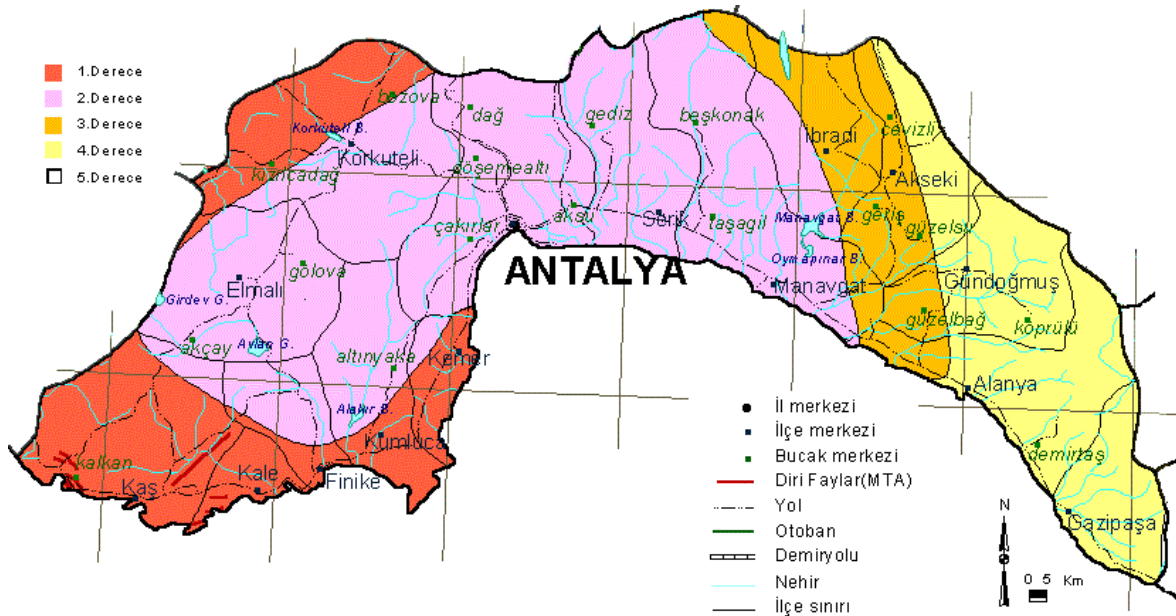 1.Derece
2.Derece
3.Derece
4.Derece
5.Derece
bozova
dağ
gediz
beşkonak
cevizli
Korkuteli B.
Korkuteli
İbradi
kızılcadağ
döşemealtı
Akseki
çakırlar
aksu
Serik
taşagil
Manavgat B.
geriş
güzelsu
gölova
ANTALYA
Oymapınar B.
Elmalı
Girdev G.
Manavgat
Gündoğmuş
güzelbağ
köprülü
akçay
Avlan G.
altınyaka
Kemer
Alanya
Alakır B.
Kumluca
demirtaş
kalkan
Kaş
Kale
Finike
Gazipaşa
İl merkezi
İlçe merkezi
Bucak merkezi
Diri Faylar(MTA)
Yol
Otoban
Demiryolu
Nehir
İlçe sınırı
N
0 5 Km